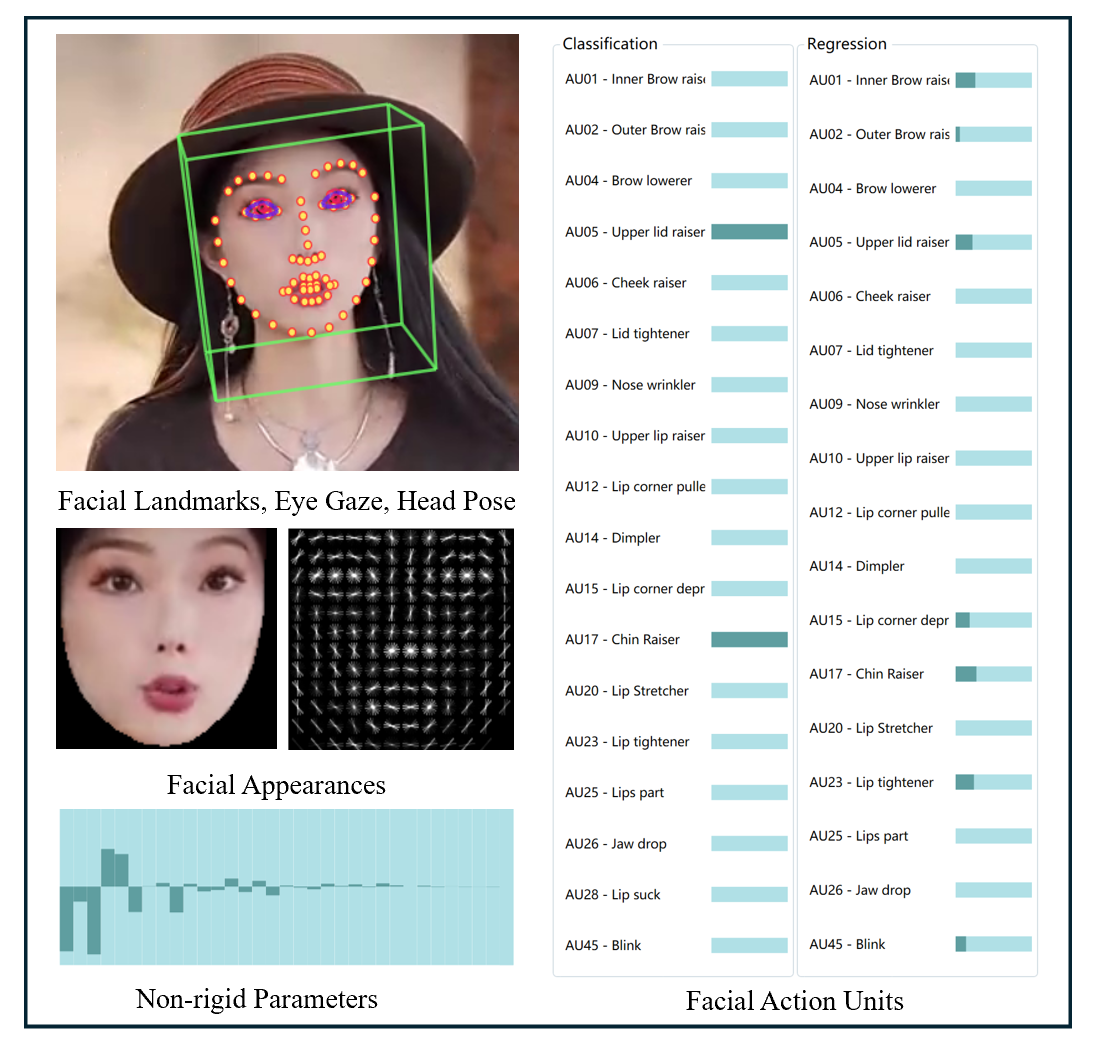 Facial Landmarks, Eye Gaze, Head Pose
Facial Appearances
Non-rigid Parameters
Classification
AU01 - Inner Brow raise
AU02 - Outer Brow rais
AU04 - Brow lowerer
AU05 - Upper lid raiser
AU06 - Cheek raiser
AU07 - Lid tightener
AU09 - Nose wrinkler
AU10 - Upper lip raiser
AU12 - Lip corner pulle
AU14 - Dimpler
AU15 - Lip corner depr
AU17 - Chin Raiser
AU20 - Lip Stretcher
AU23 - Lip tightener
AU25 - Lips part
AU26 - Jaw drop
AU28 - Lip suck
AU45 - Blink
Regression
AU01 - Inner Brow raise
AU02 - Outer Brow rais
AU04 - Brow lowerer
AU05 - Upper lid raiser
AU06 - Cheek raiser
AU07 - Lid tightener
AU09 - Nose wrinkler
AU10 - Upper lip raiser
AU12 - Lip corner pulle
AU14 - Dimpler
AU15 - Lip corner depr
AU17 - Chin Raiser
AU20 - Lip Stretcher
AU23 - Lip tightener
AU25 - Lips part
AU26 - Jaw drop
AU45 - Blink
Facial Action Units